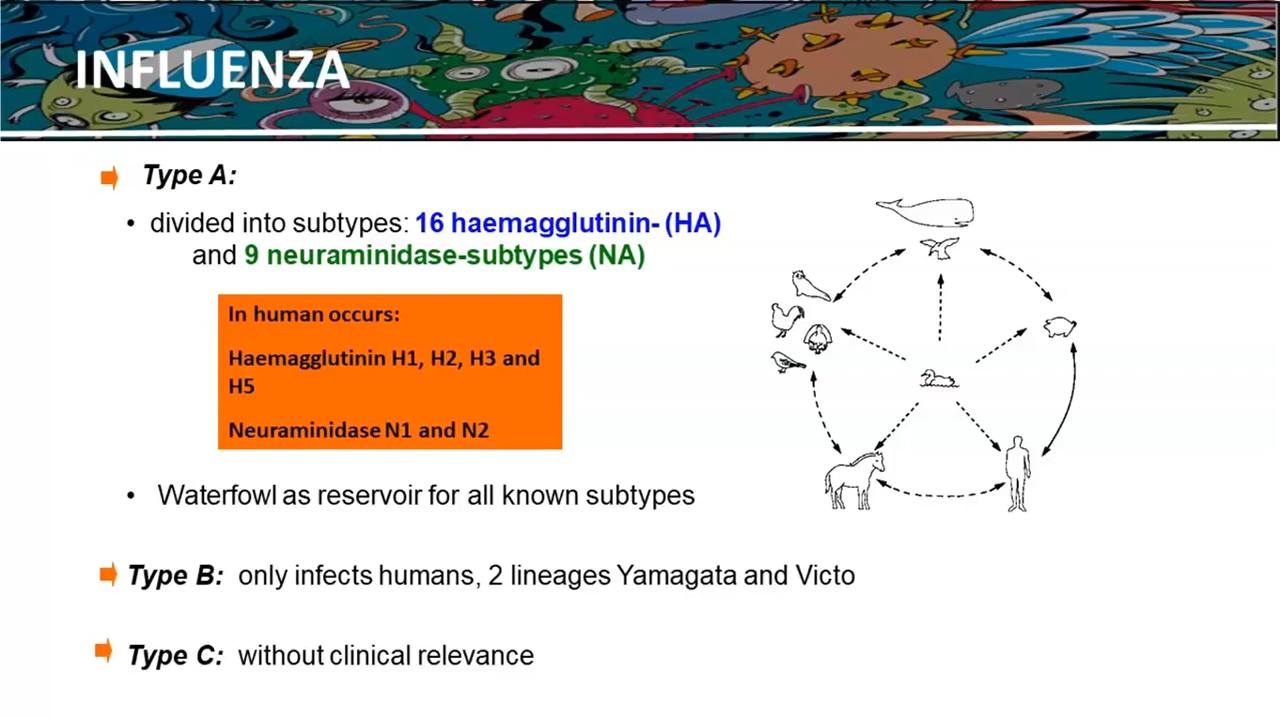 INFLUENZA
Type A:
• divided into subtypes: 16 haemagglutinin- (HA)
and 9 neuraminidase-subtypes (NA)
In human occurs:
Haemagglutinin H1, H2, H3 and
H5
Neuraminidase N1 and N2
• Waterfowl as reservoir for all known subtypes
Type B: only infects humans, 2 lineages Yamagata and Victo
Type C: without clinical relevance